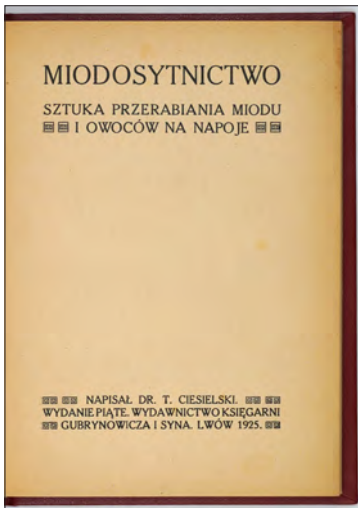 MIODOSYTNICTWO
SZTUKA PRZERABIANIA MIODU
I OWOCÓW NA NAPOJE
NAPISAŁ DR. T. CIESIELSKI.
WYDANIE PIĄTE. WYDAWNICTWO KSIĘGARNI
GUBRYNOWICZA I SYNA. LWÓW 1925.